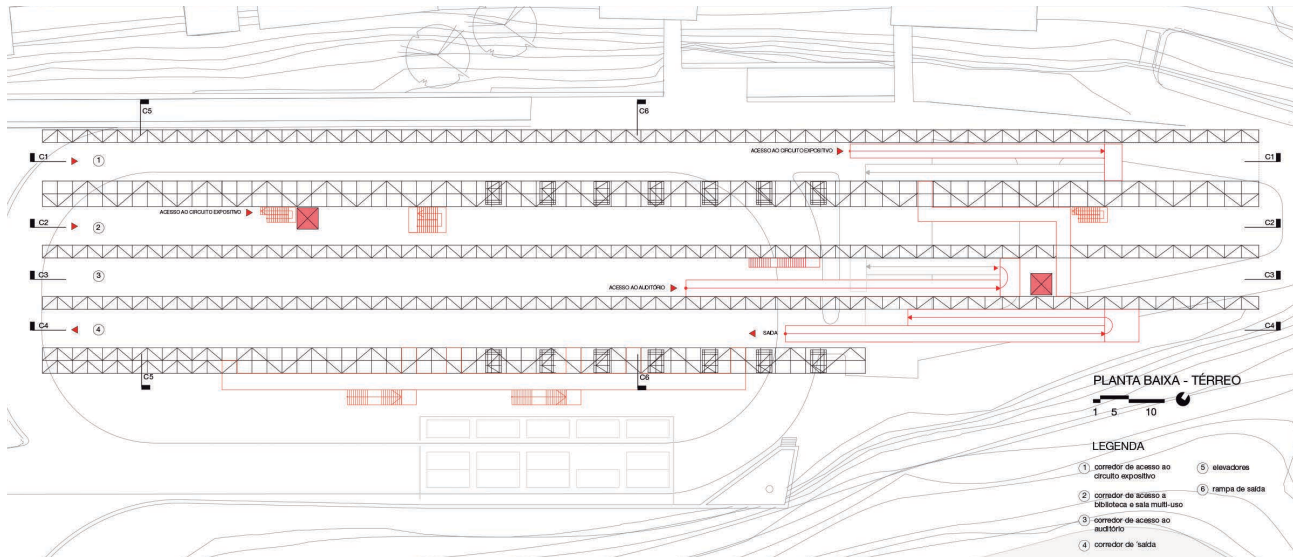 C5
C6
C1
1
ACESSO AO CIRCUITO EXPOSITIVO
C1
ACESSO AO CIRCUITO EXPOSITIVO
C2
2
C2
C3
3
ACESSO AO AUDITÓRIO
C3
C4
4
SAÍDA
C4
C5
C6
PLANTA BAIXA - TÉRREO
1 5 10
LEGENDA
1 corredor de acesso ao
circuito expositivo
2 corredor de acesso a
biblioteca e sala multi-uso
3 corredor de acesso ao
auditório
4 corredor de 'saída
5 elevadores
6 rampa de saída